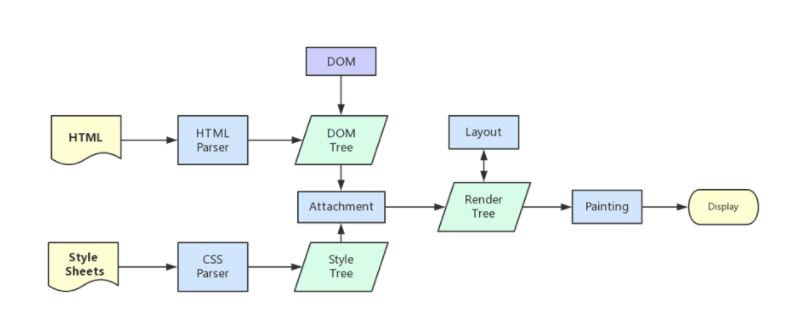 DOM
HTML
HTML
Parser
DOM
Tree
Layout
Attachment
Render
Tree
Painting
Display
Style
Sheets
CSS
Parser
Style
Tree